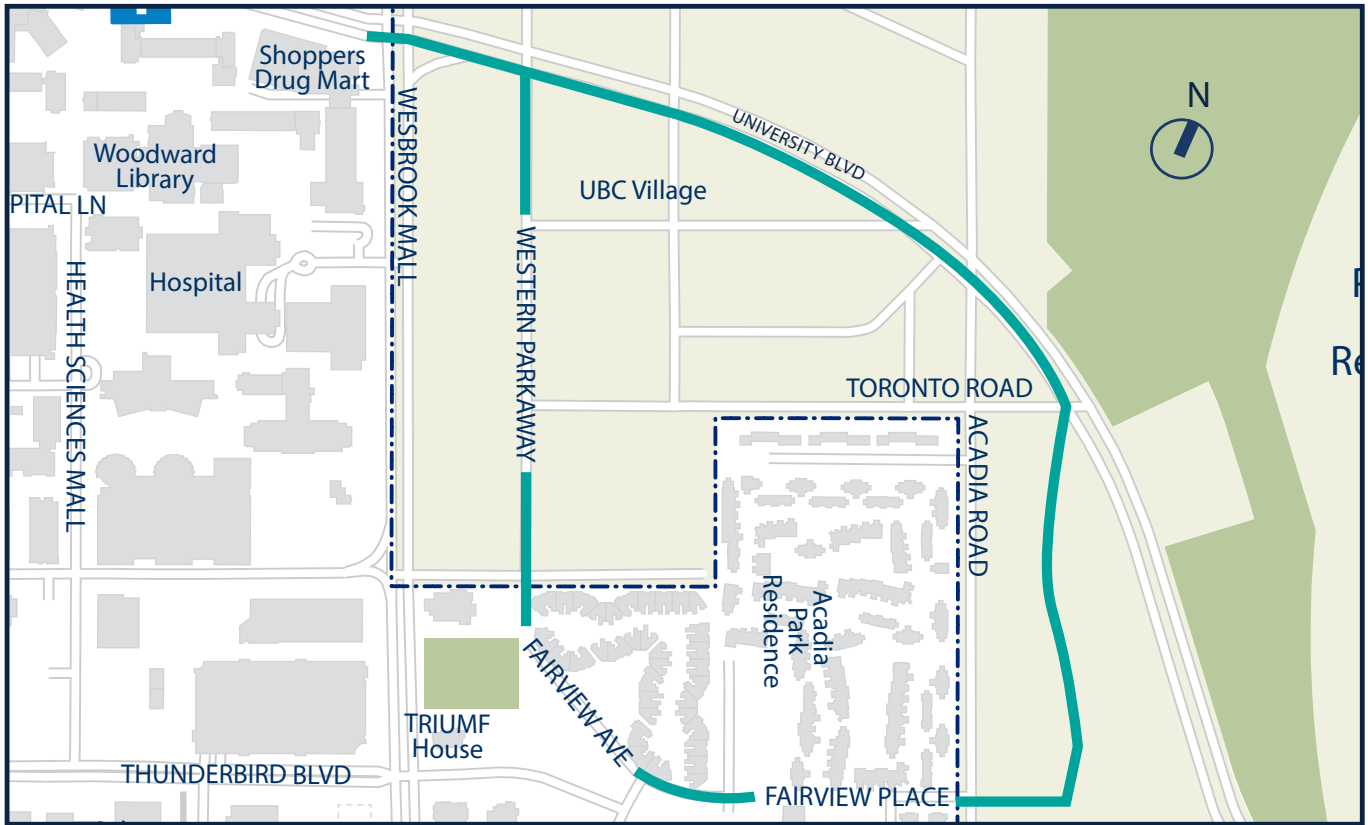 Shoppers
Drug Mart
N
UNIVERSITY BLVD
WESBROOK MALL
Woodward
Library
UBC Village
PITAL LN
WESTERN PARKAWAY
HEALTH SCIENCES MALL
Hospital
Re
TORONTO ROAD
ACADIA ROAD
Acadia
Park
Residence
FAIRVIEW AVE
TRIUMF
House
THUNDERBIRD BLVD
FAIRVIEW PLACE